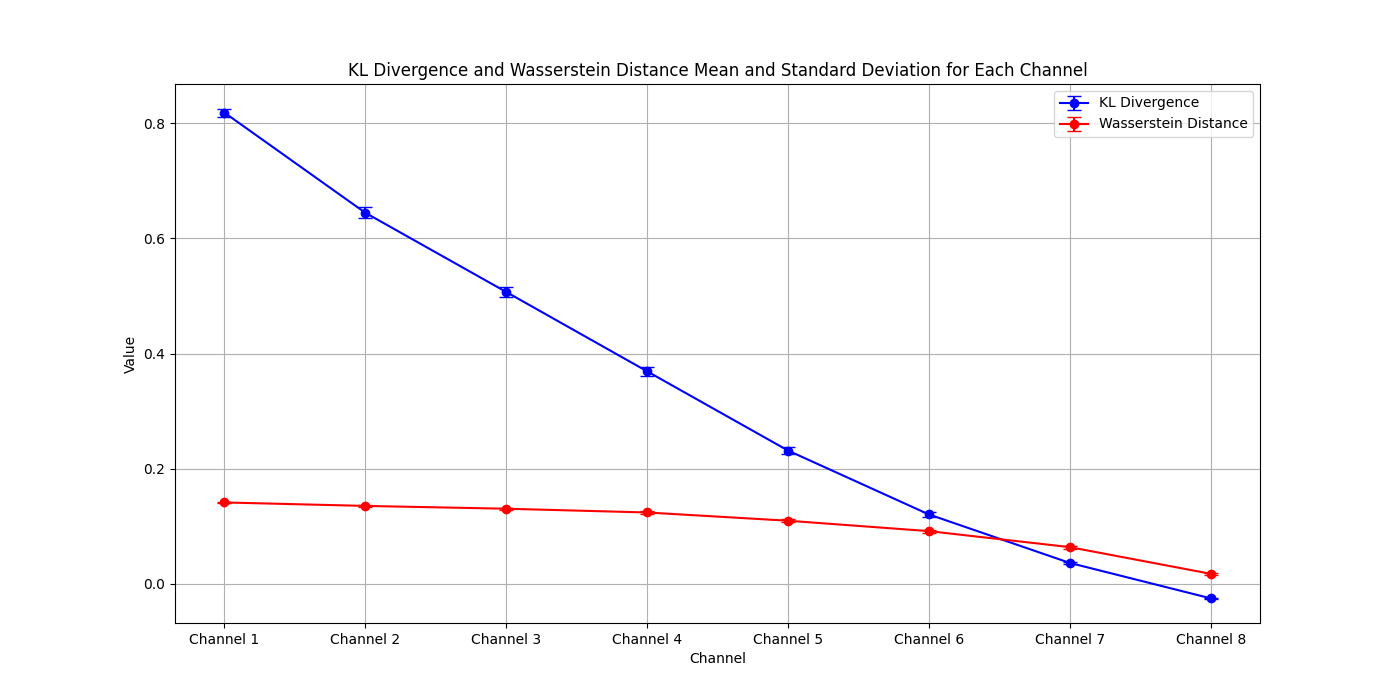 KL Divergence and Wasserstein Distance Mean and Standard Deviation for Each Channel
KL Divergence
Wasserstein Distance
0.8
0.6
0.4
0.2
0.0
Value
Channel 1 Channel 2 Channel 3 Channel 4 Channel 5 Channel 6 Channel 7 Channel 8
Channel